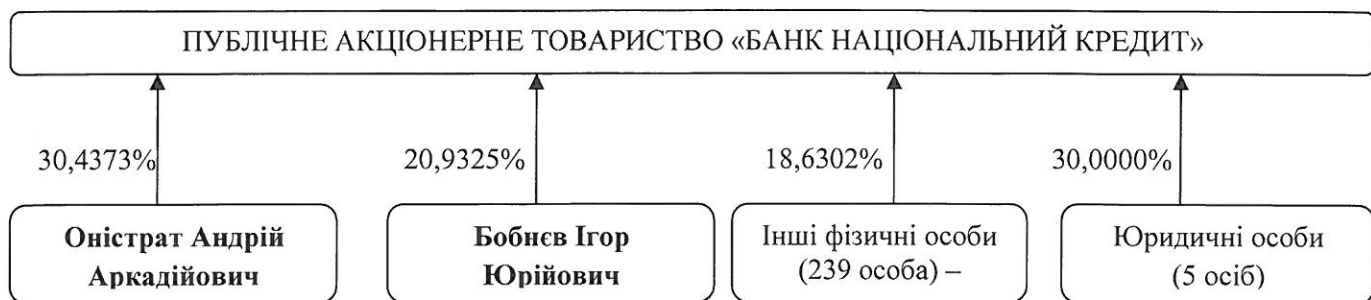 ПУБЛІЧНЕ АКЦІОНЕРНЕ ТОВАРИСТВО «БАНК НАЦІОНАЛЬНИЙ КРЕДИТ»
30,4373%
20,9325%
18,6302%
30,0000%
Оністрат Андрій
Аркадійович
Бобнєв Ігор
Юрійович
Інші фізичні особи
(239 особа) –
Юридичні особи
(5 осіб)